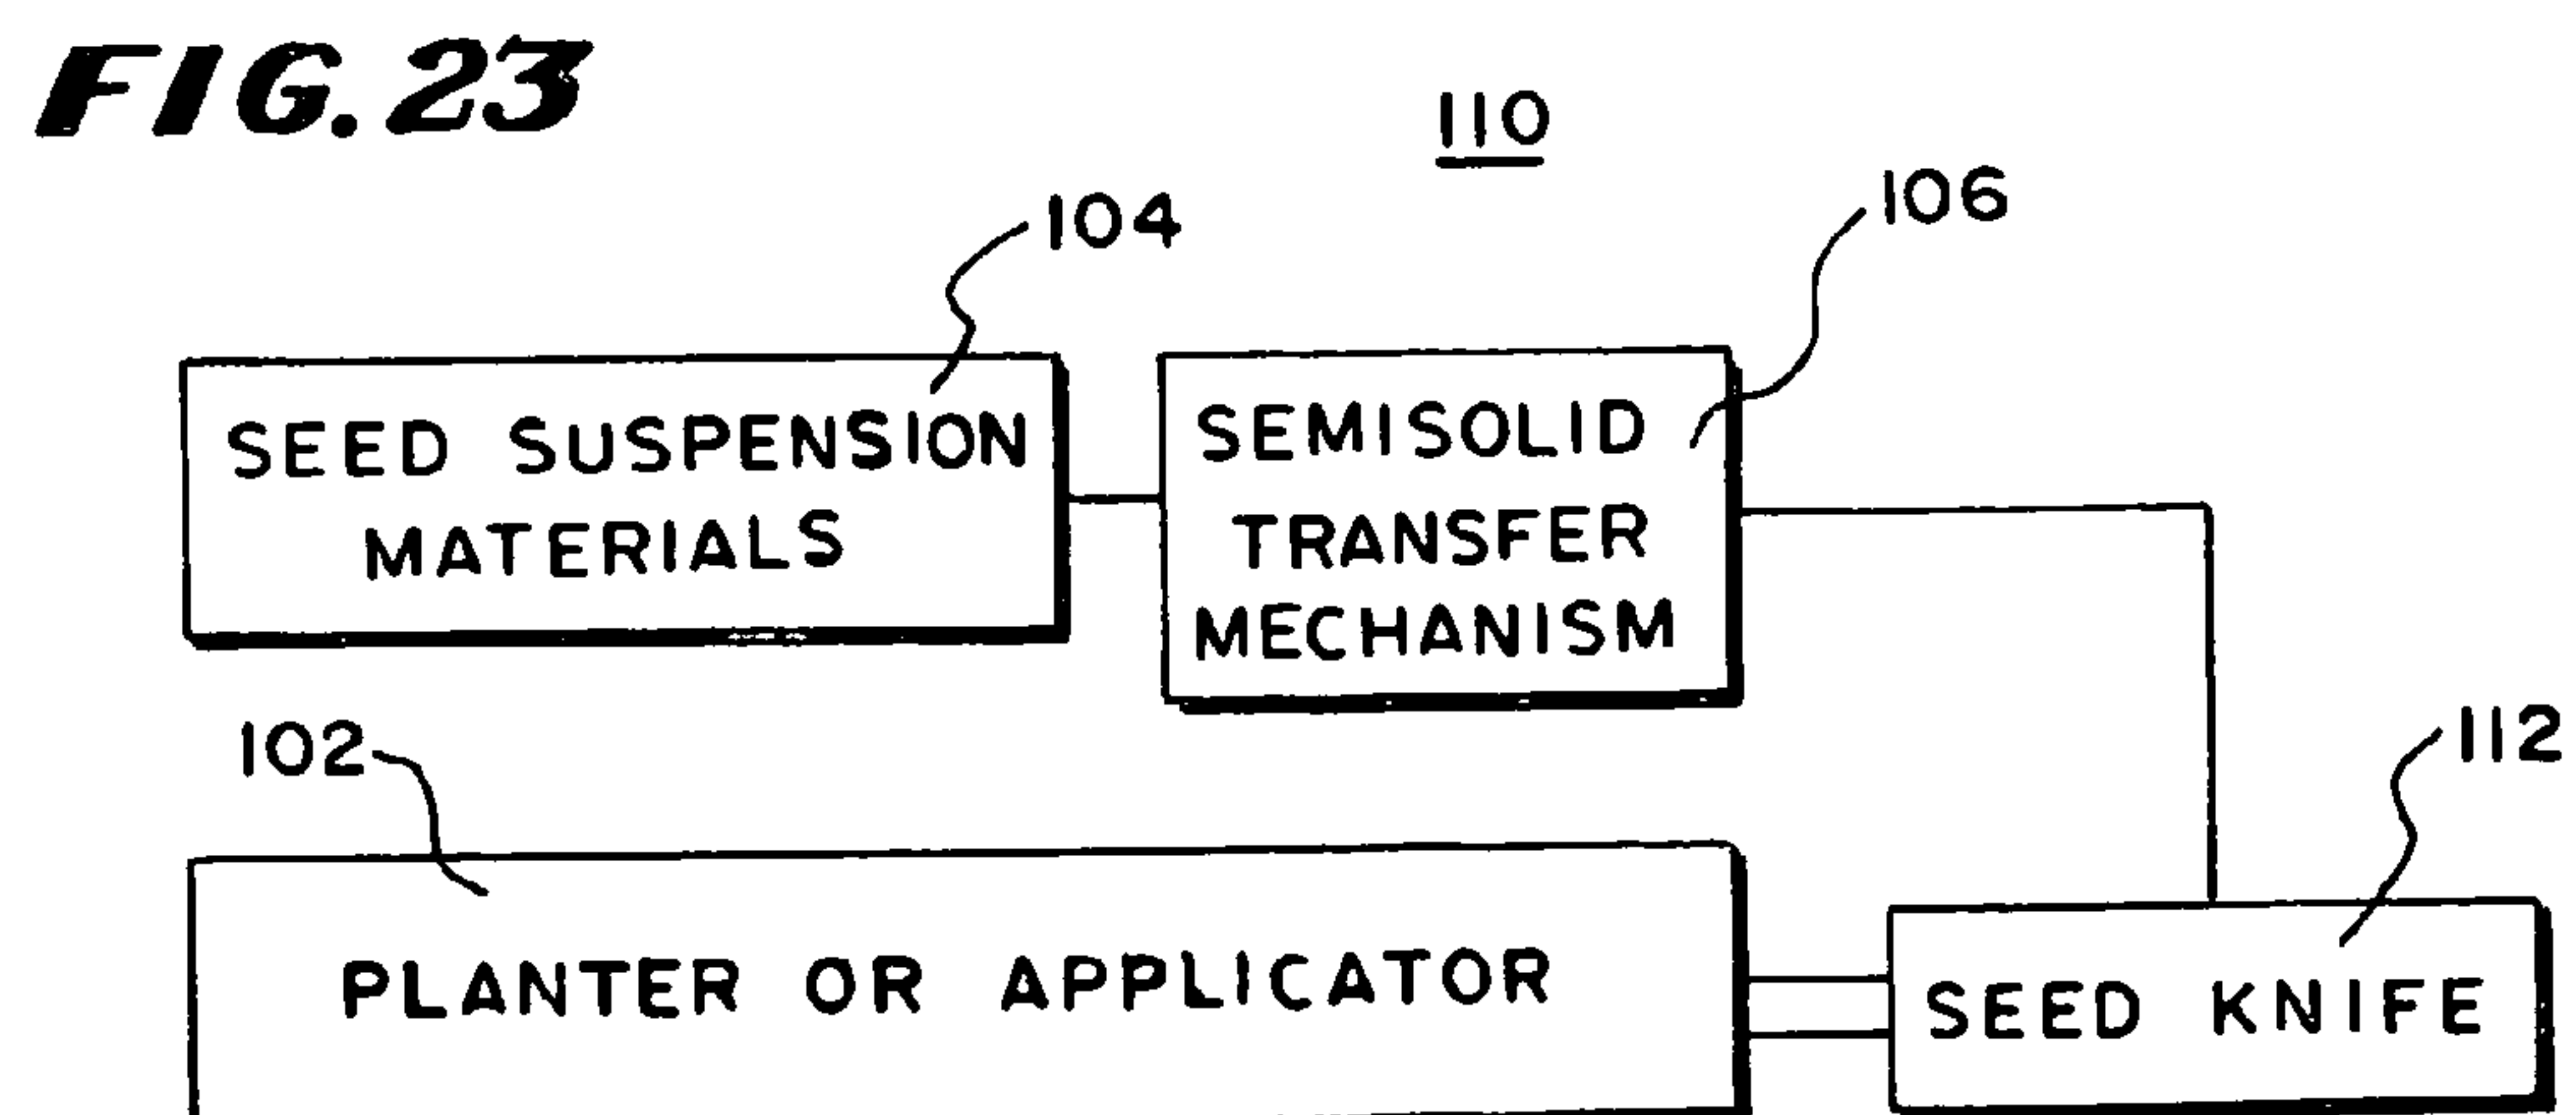 FIG. 23
110
104
106
SEED SUSPENSION
MATERIALS
SEMISOLID
TRANSFER
MECHANISM
102
112
PLANTER OR APPLICATOR
SEED KNIFE